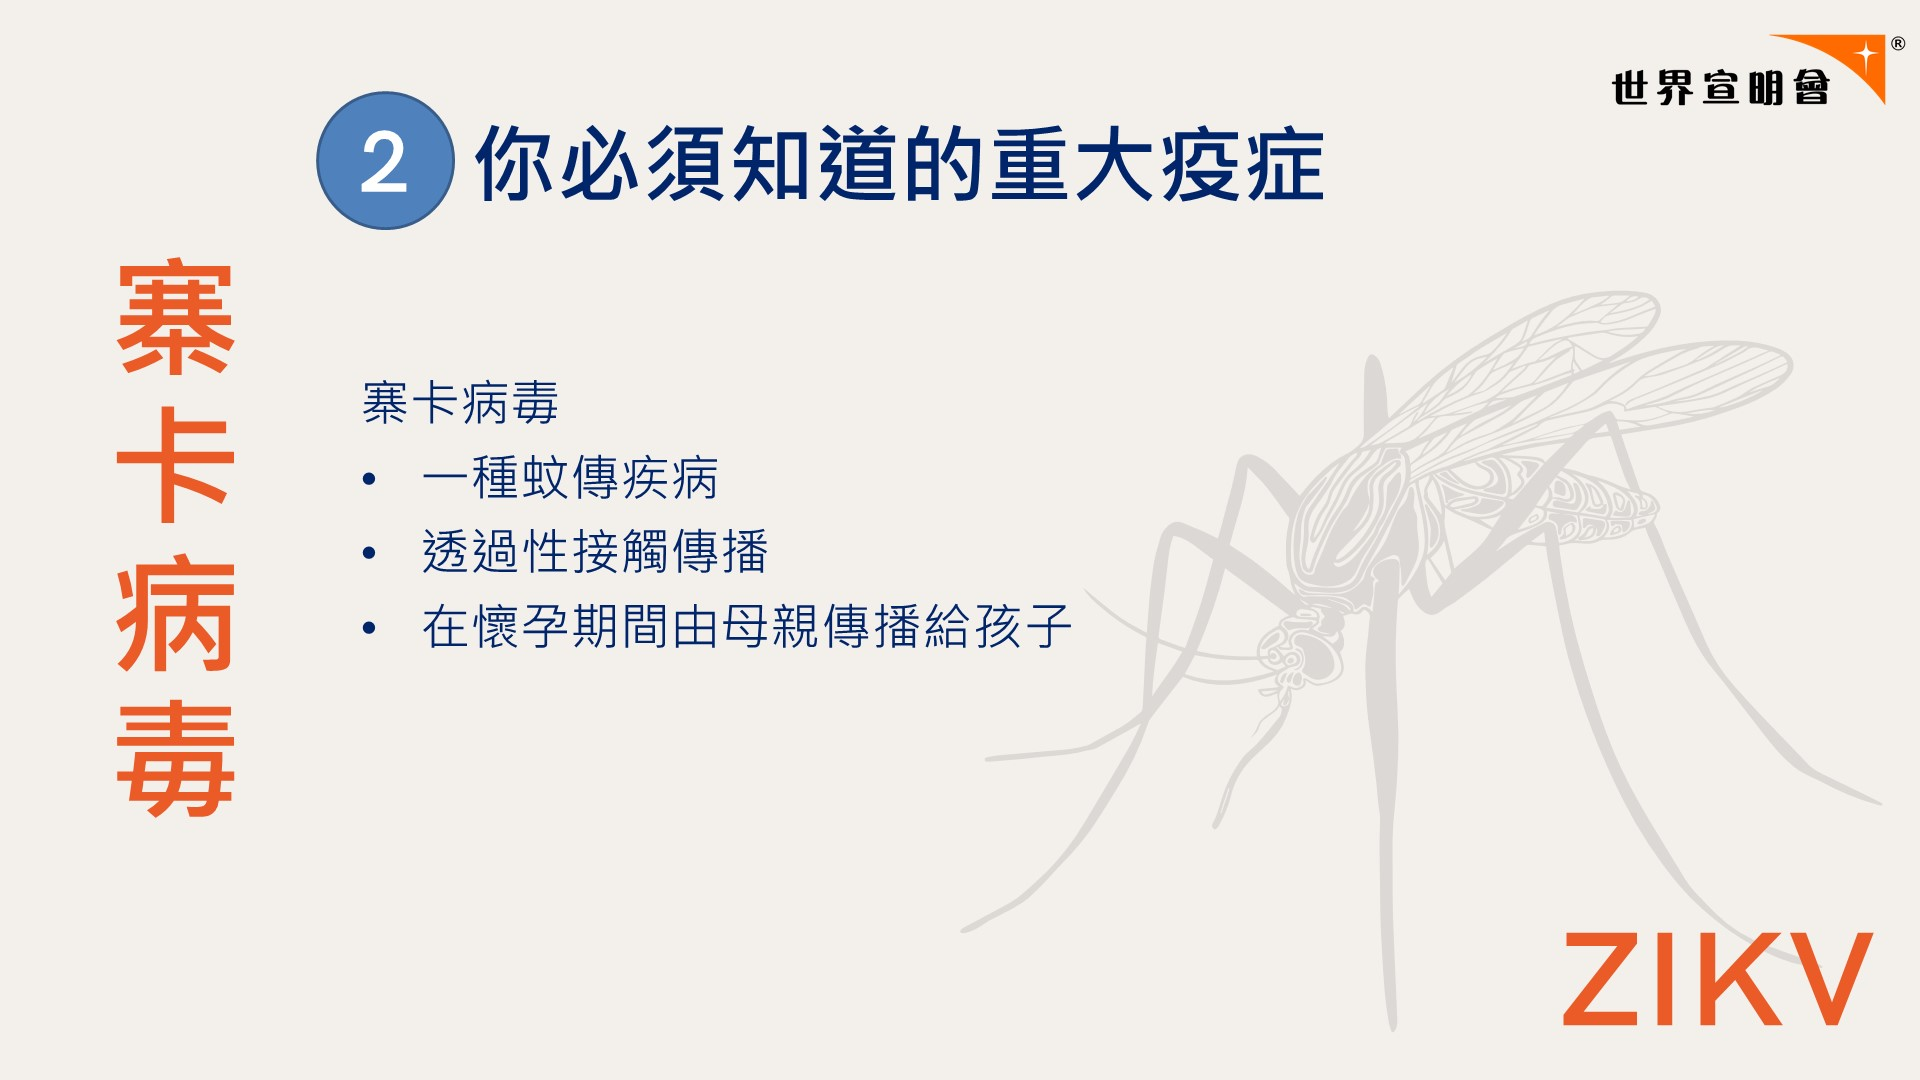 世界宣明會®
2 你必須知道的重大疫症
寨卡病毒
寨卡病毒
• 一種蚊傳疾病
• 透過性接觸傳播
• 在懷孕期間由母親傳播給孩子
ZIKV